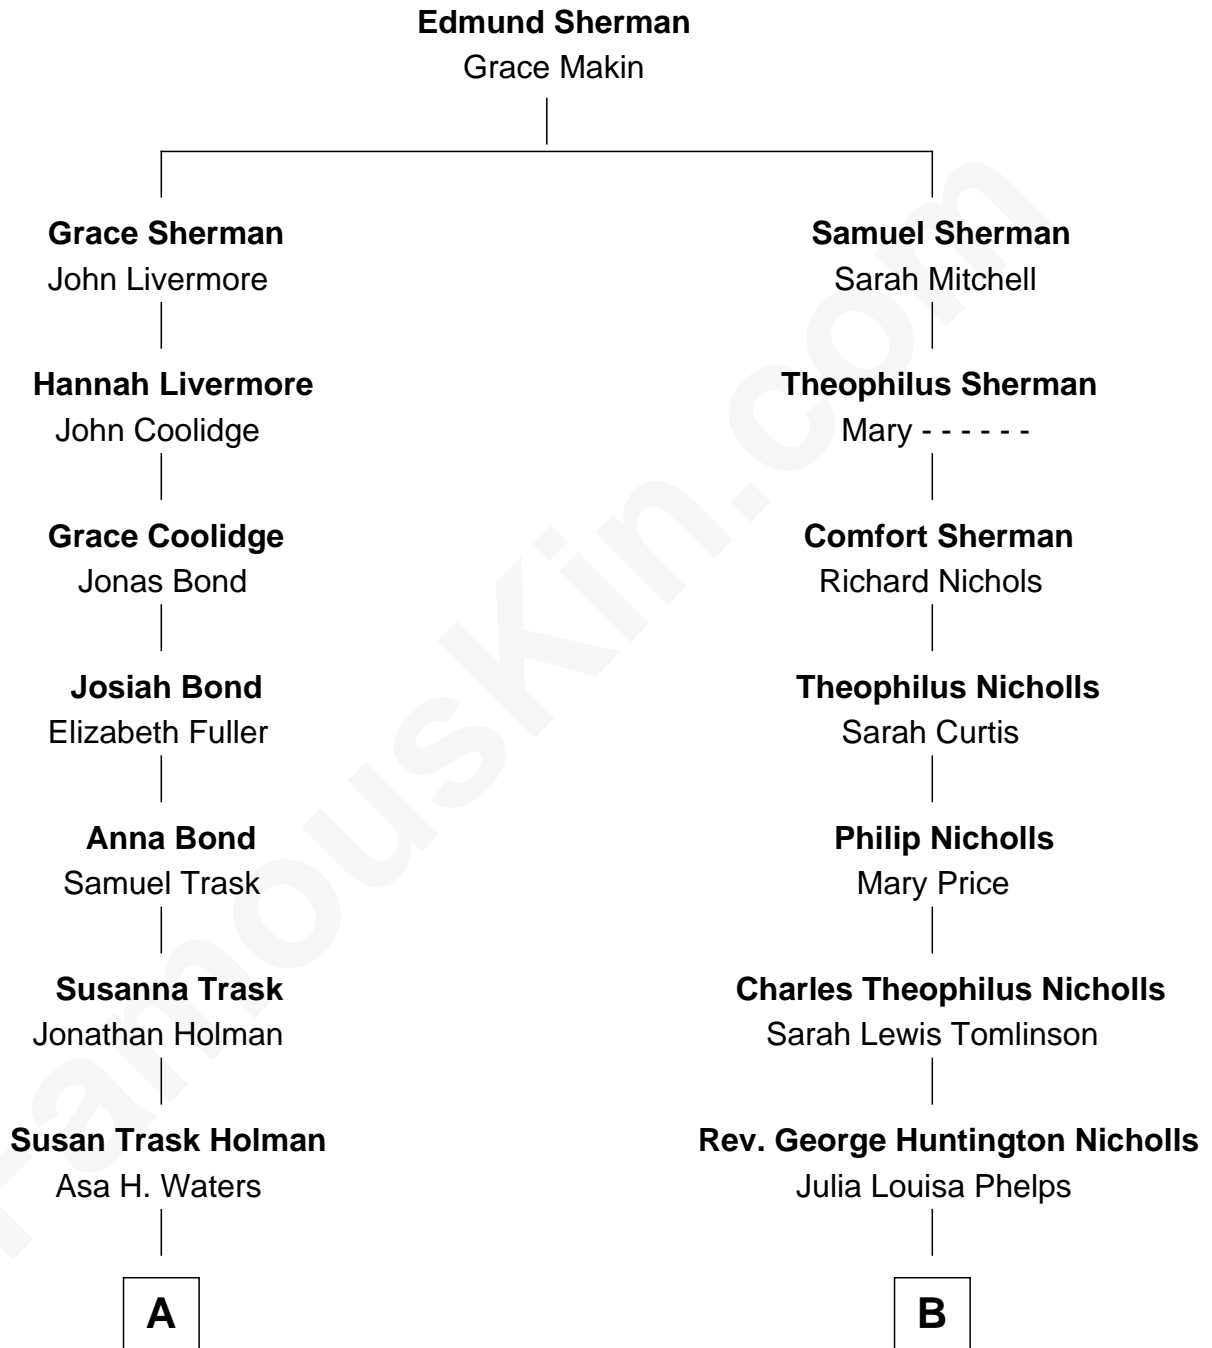 Edmund Sherman
Grace Makin
Grace Sherman
John Livermore
Samuel Sherman
Sarah Mitchell
Hannah Livermore
John Coolidge
Theophilus Sherman
Mary - - - - - -
Grace Coolidge
Jonas Bond
Comfort Sherman
Richard Nichols
Josiah Bond
Elizabeth Fuller
Theophilus Nicholls
Sarah Curtis
Anna Bond
Samuel Trask
Philip Nicholls
Mary Price
Susanna Trask
Jonathan Holman
Charles Theophilus Nicholls
Sarah Lewis Tomlinson
Susan Trask Holman
Asa H. Waters
Rev. George Huntington Nicholls
Julia Louisa Phelps
A
B
FamousKin.com